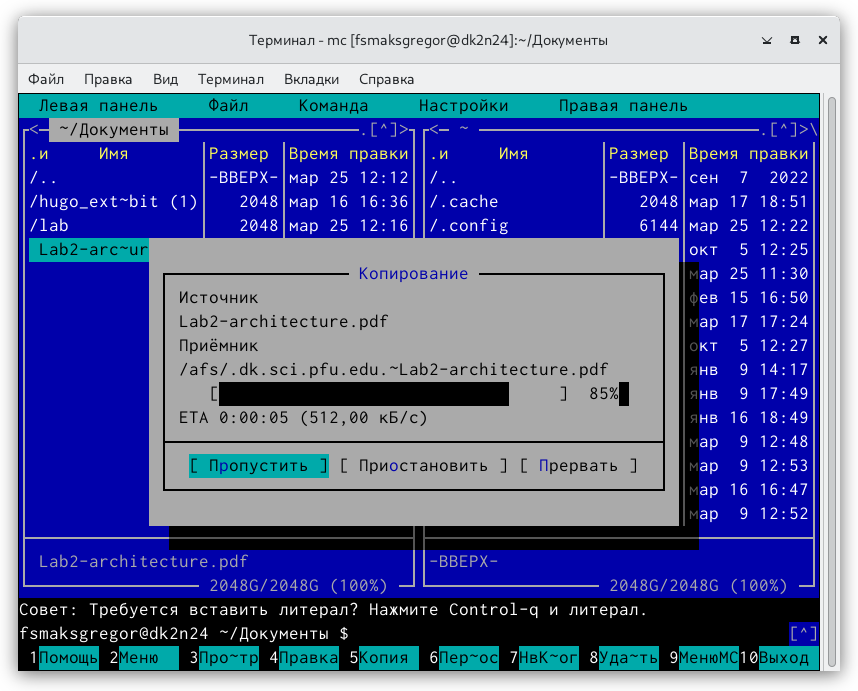 Терминал - mc [fsmaksgregor@dk2n24]:~/Документы
Файл Правка Вид Терминал Вкладки Справка
Левая панель Файл Команда Настройки Правая панель
<─ ~/Документы ─.[^]> <─ ~ ─.[^]>\
.и Имя Размер Время правки .и Имя Размер Время правки
/.. -ВВЕРХ- мар 25 12:12 /.. -ВВЕРХ- сен 7 2022
/hugo_ext~bit (1) 2048 мар 16 16:36 /.cache 2048 мар 17 18:51
/lab 2048 мар 25 12:16 /.config 6144 мар 25 12:22
Lab2-arc~ur окт 5 12:25
Копирование мар 25 11:30
Источник фев 15 16:50
Lab2-architecture.pdf мар 17 17:24
Приёмник окт 5 12:27
/afs/.dk.sci.pfu.edu.~Lab2-architecture.pdf янв 9 14:17
[ ] 85% янв 9 17:49
ETA 0:00:05 (512,00 кБ/с) янв 16 18:49
мар 9 12:48
[ Пропустить ] [ Приостановить ] [ Прервать ] мар 9 12:53
мар 16 16:47
мар 9 12:52
Lab2-architecture.pdf -ВВЕРХ-
2048G/2048G (100%) 2048G/2048G (100%)
Совет: Требуется вставить литерал? Нажмите Control-q и литерал.
fsmaksgregor@dk2n24 ~/Документы $ [^]
1Помощь 2Меню 3Про~тр 4Правка 5Копия 6Пер~ос 7НвК~ог 8Уда~ть 9МенюMC 10Выход